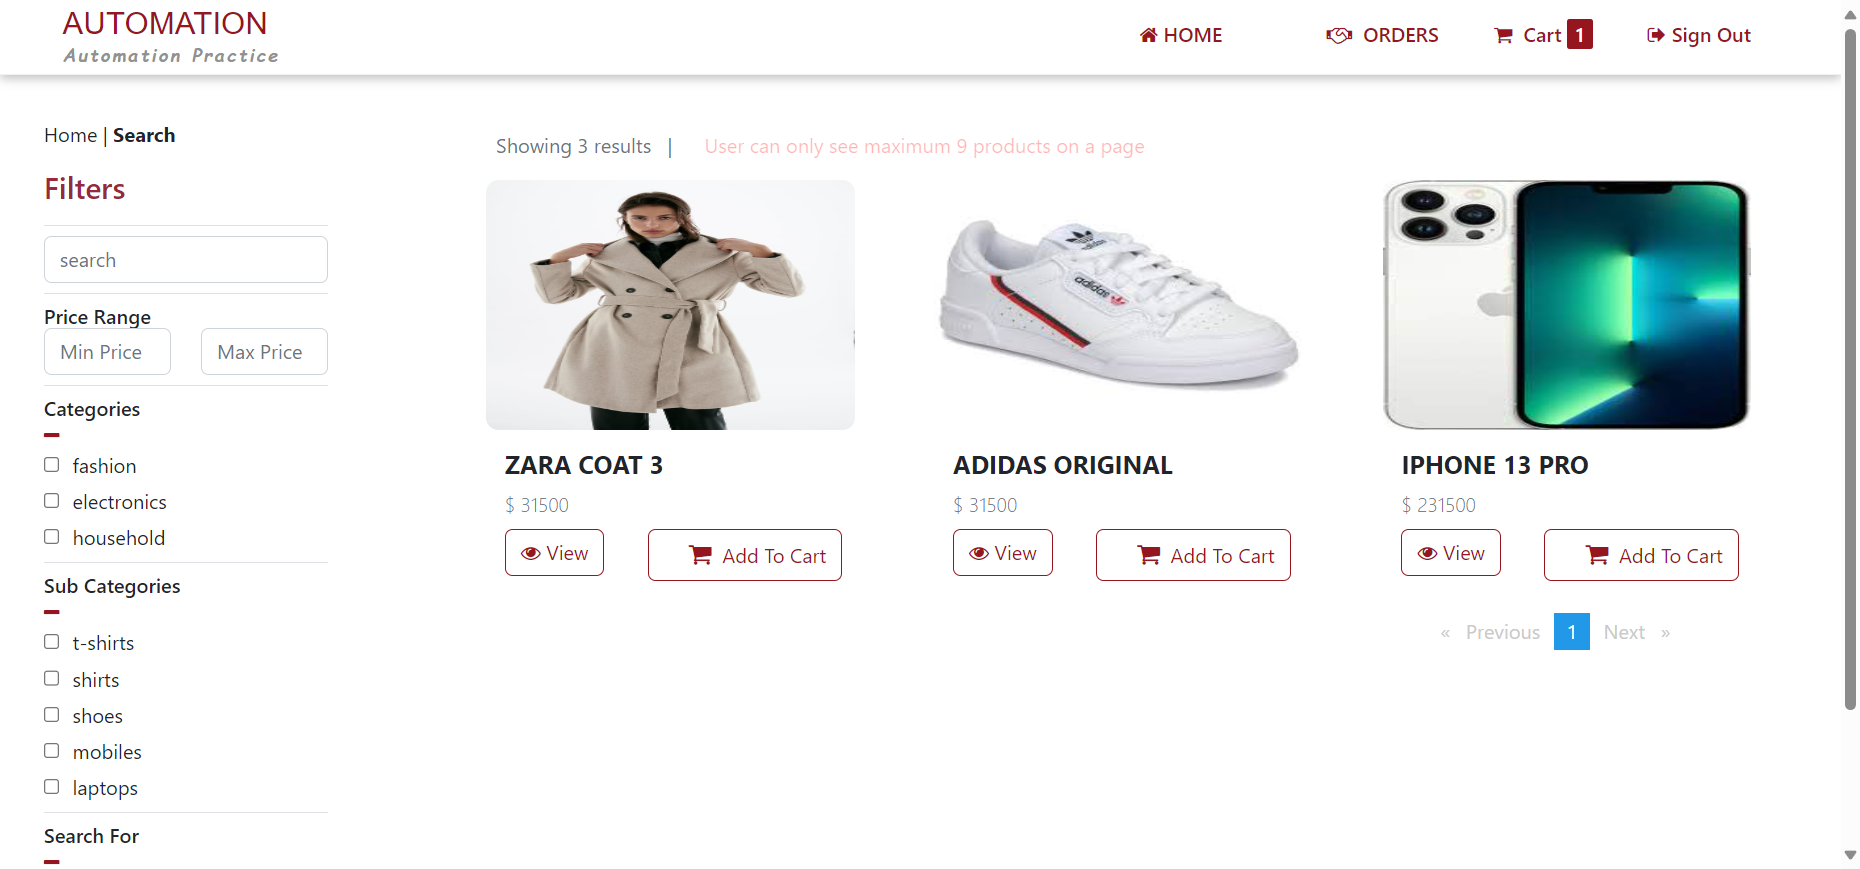 AUTOMATION
Automation Practice
HOME
ORDERS
Cart 1
Sign Out
Home | Search
Filters
search
Price Range
Min Price
Max Price
Categories
fashion
electronics
household
Sub Categories
t-shirts
shirts
shoes
mobiles
laptops
Search For
Showing 3 results |
User can only see maximum 9 products on a page
adidas
adidas
ZARA COAT 3
$ 31500
View
Add To Cart
ADIDAS ORIGINAL
$ 31500
View
Add To Cart
IPHONE 13 PRO
$ 231500
View
Add To Cart
« Previous 1 Next »